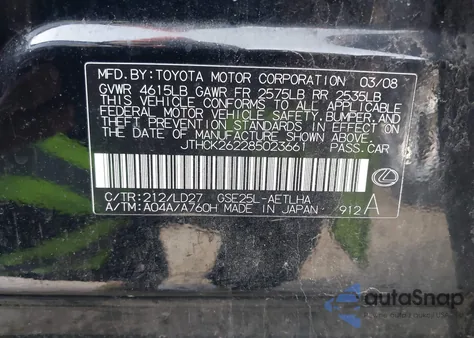 MFD.BY:TOYOTA MOTOR CORPORATION 03/08
GVWR 4615LB GAWR FR 2575LB RR 2535LB
THIS VEHICLE CONFORMS TO ALL APPLICABLE
FEDERAL MOTOR VEHICLE SAFETY, BUMPER, AND
THEFT PREVENTION STANDARDS IN EFFECT
ON THE DATE OF MANUFACTURE SHOWN ABOVE.
JTHCK262285023661 PASS.CAR
C/TR:212/LD27 GSE25L-AETLHA
A/TM:A04A/A760H MADE IN JAPAN 912 A
autoSnap